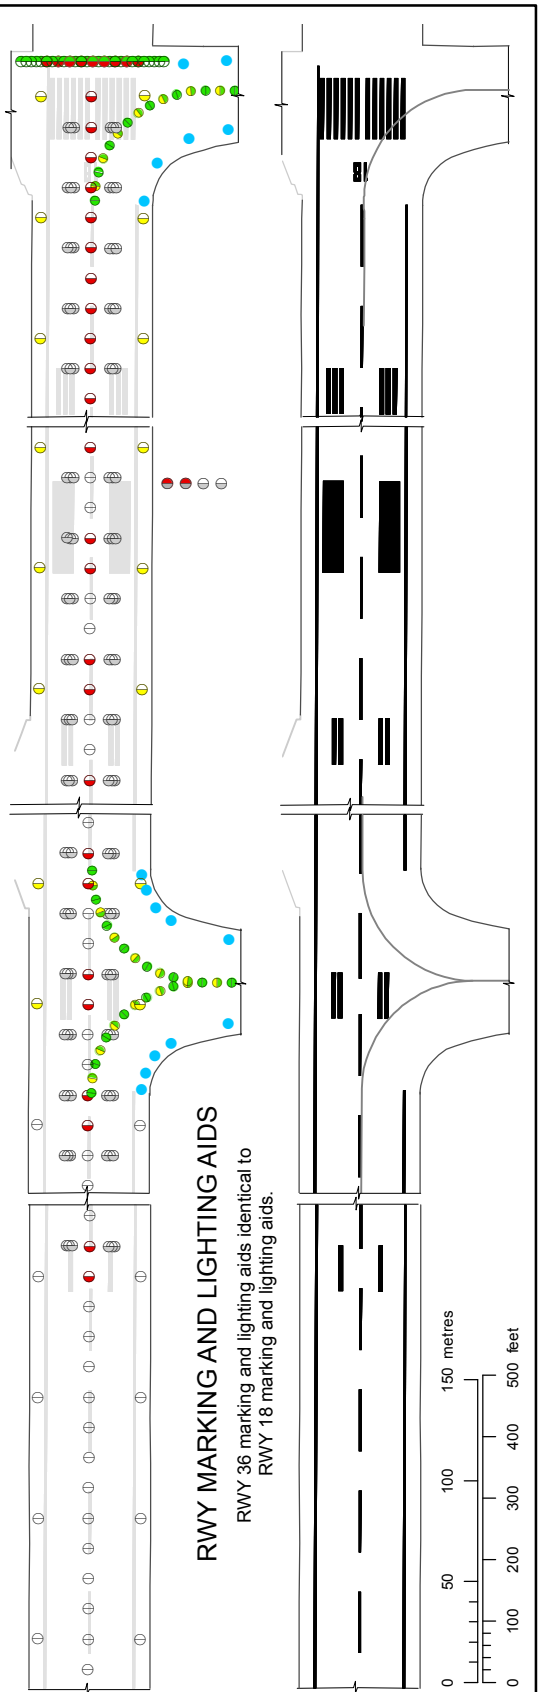 18
RWY MARKING AND LIGHTING AIDS
RWY 36 marking and lighting aids identical to
RWY 18 marking and lighting aids.
0 50 100 150 metres
0 100 200 300 400 500 feet